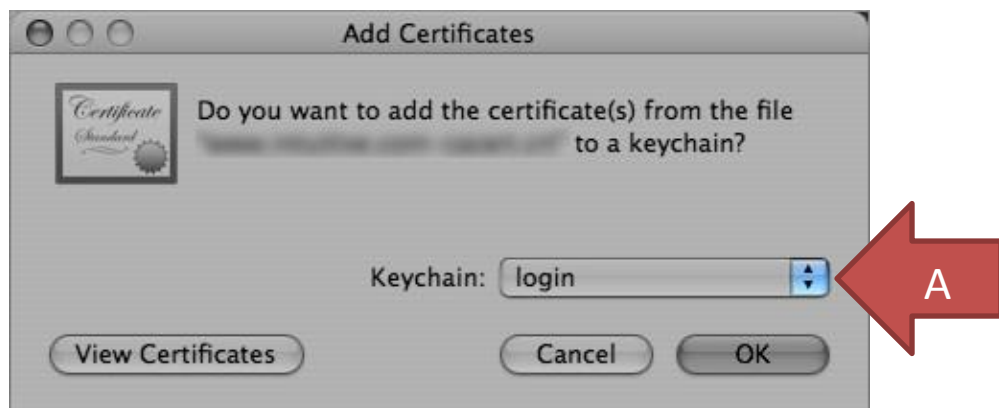 Add Certificates
Certificate
Standard
Do you want to add the certificate(s) from the file
to a keychain?
Keychain: login
A
View Certificates Cancel OK